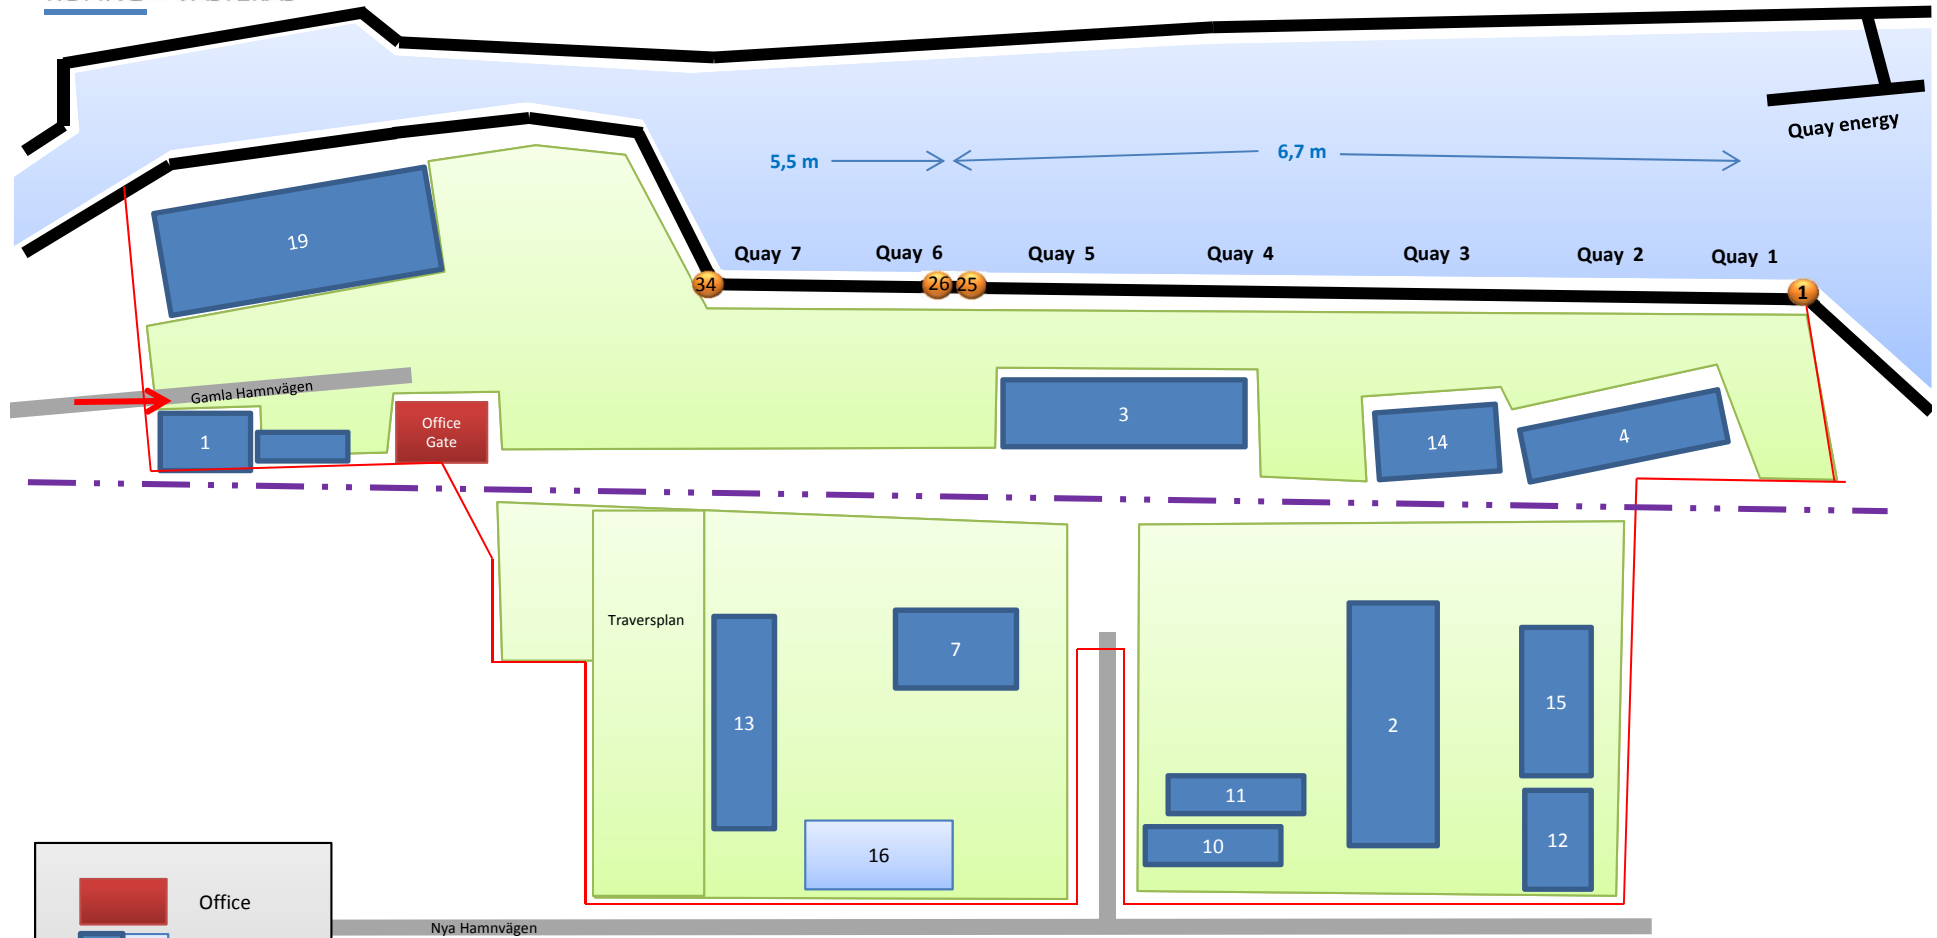 Quay energy
5,5 m
6,7 m
Quay 7
Quay 6
Quay 5
Quay 4
Quay 3
Quay 2
Quay 1
34
26
25
1
19
Gamla Hamnvägen
1
Office
Gate
3
14
4
Traversplan
13
7
16
2
15
11
10
12
Office
Nya Hamnvägen